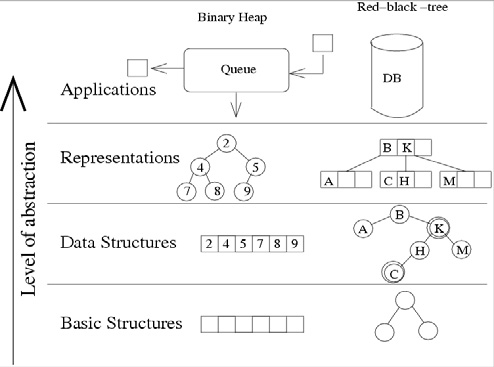 Binary Heap
Red-black -tree
Queue
DB
Applications
Level of abstraction
Representations
2
4 5
7 8 9
B K
A C H M
Data Structures
2 4 5 7 8 9
B
A K
H M
C
Basic Structures